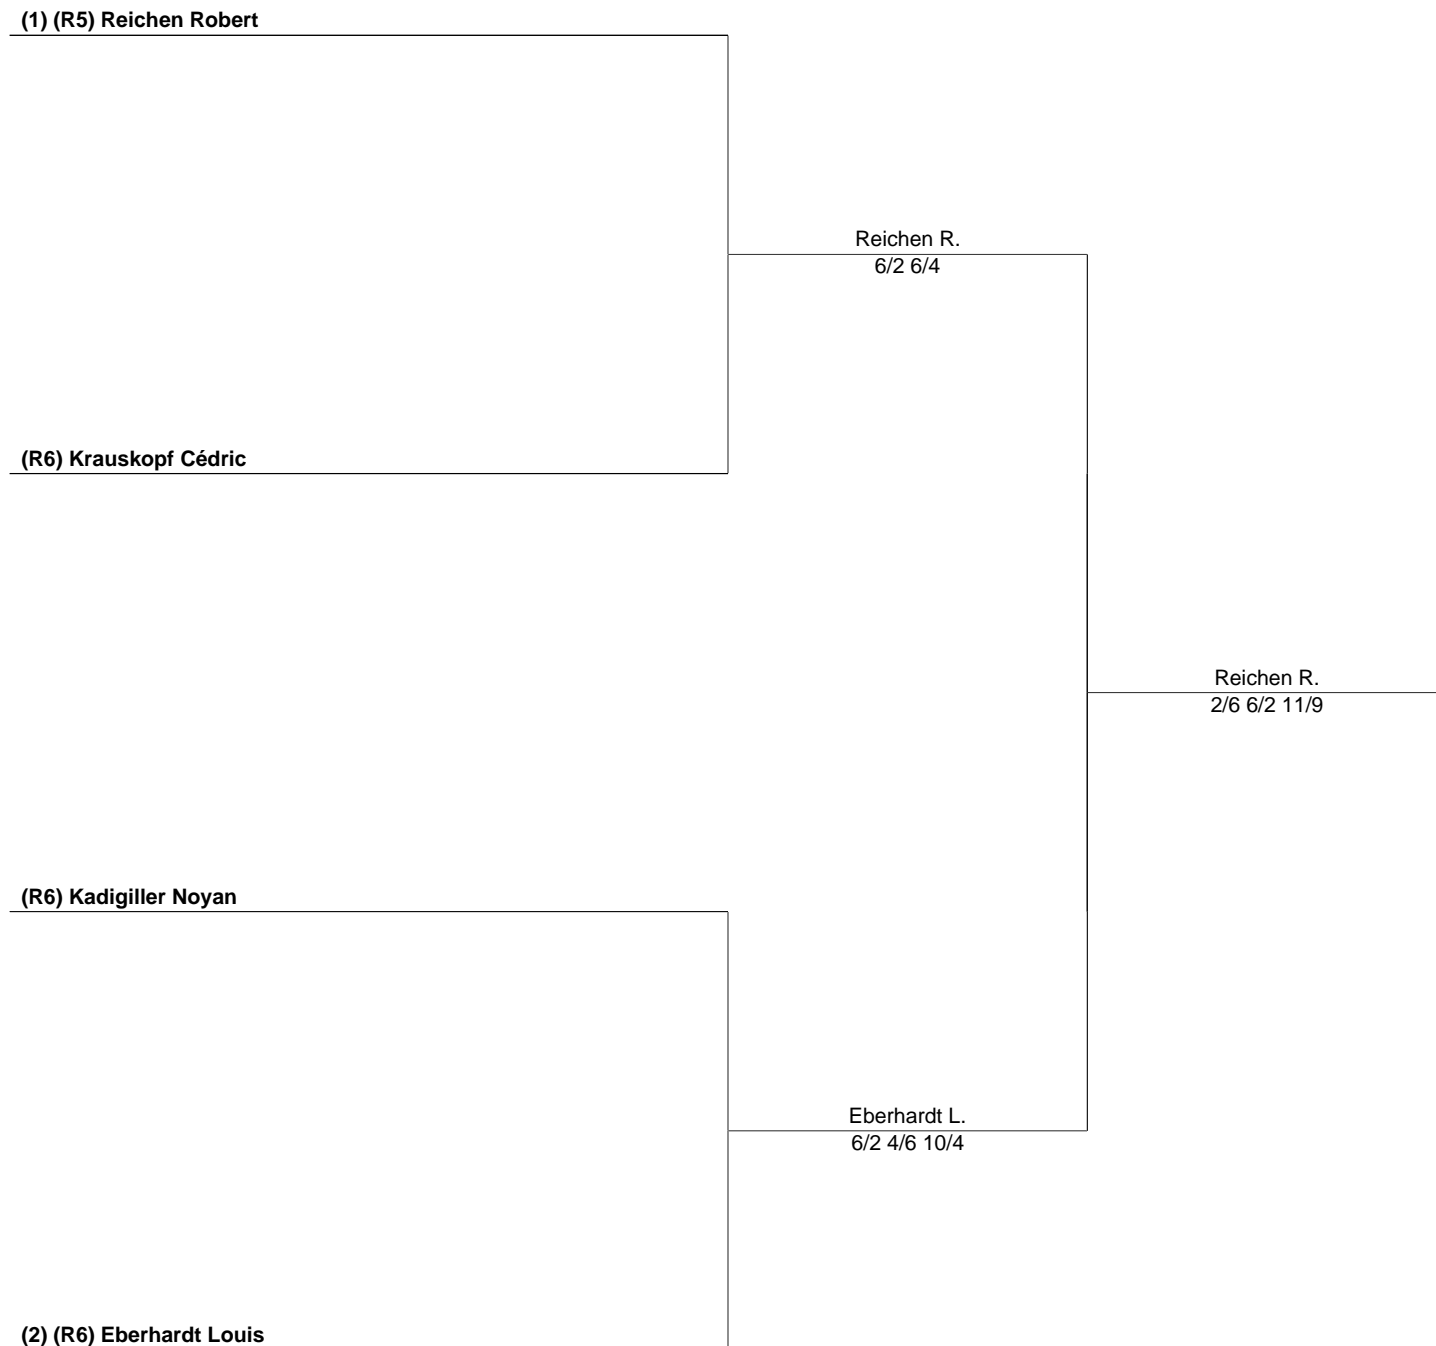 (1) (R5) Reichen Robert
Reichen R.
6/2 6/4
(R6) Krauskopf Cédric
Reichen R.
2/6 6/2 11/9
(R6) Kadigiller Noyan
Eberhardt L.
6/2 4/6 10/4
(2) (R6) Eberhardt Louis